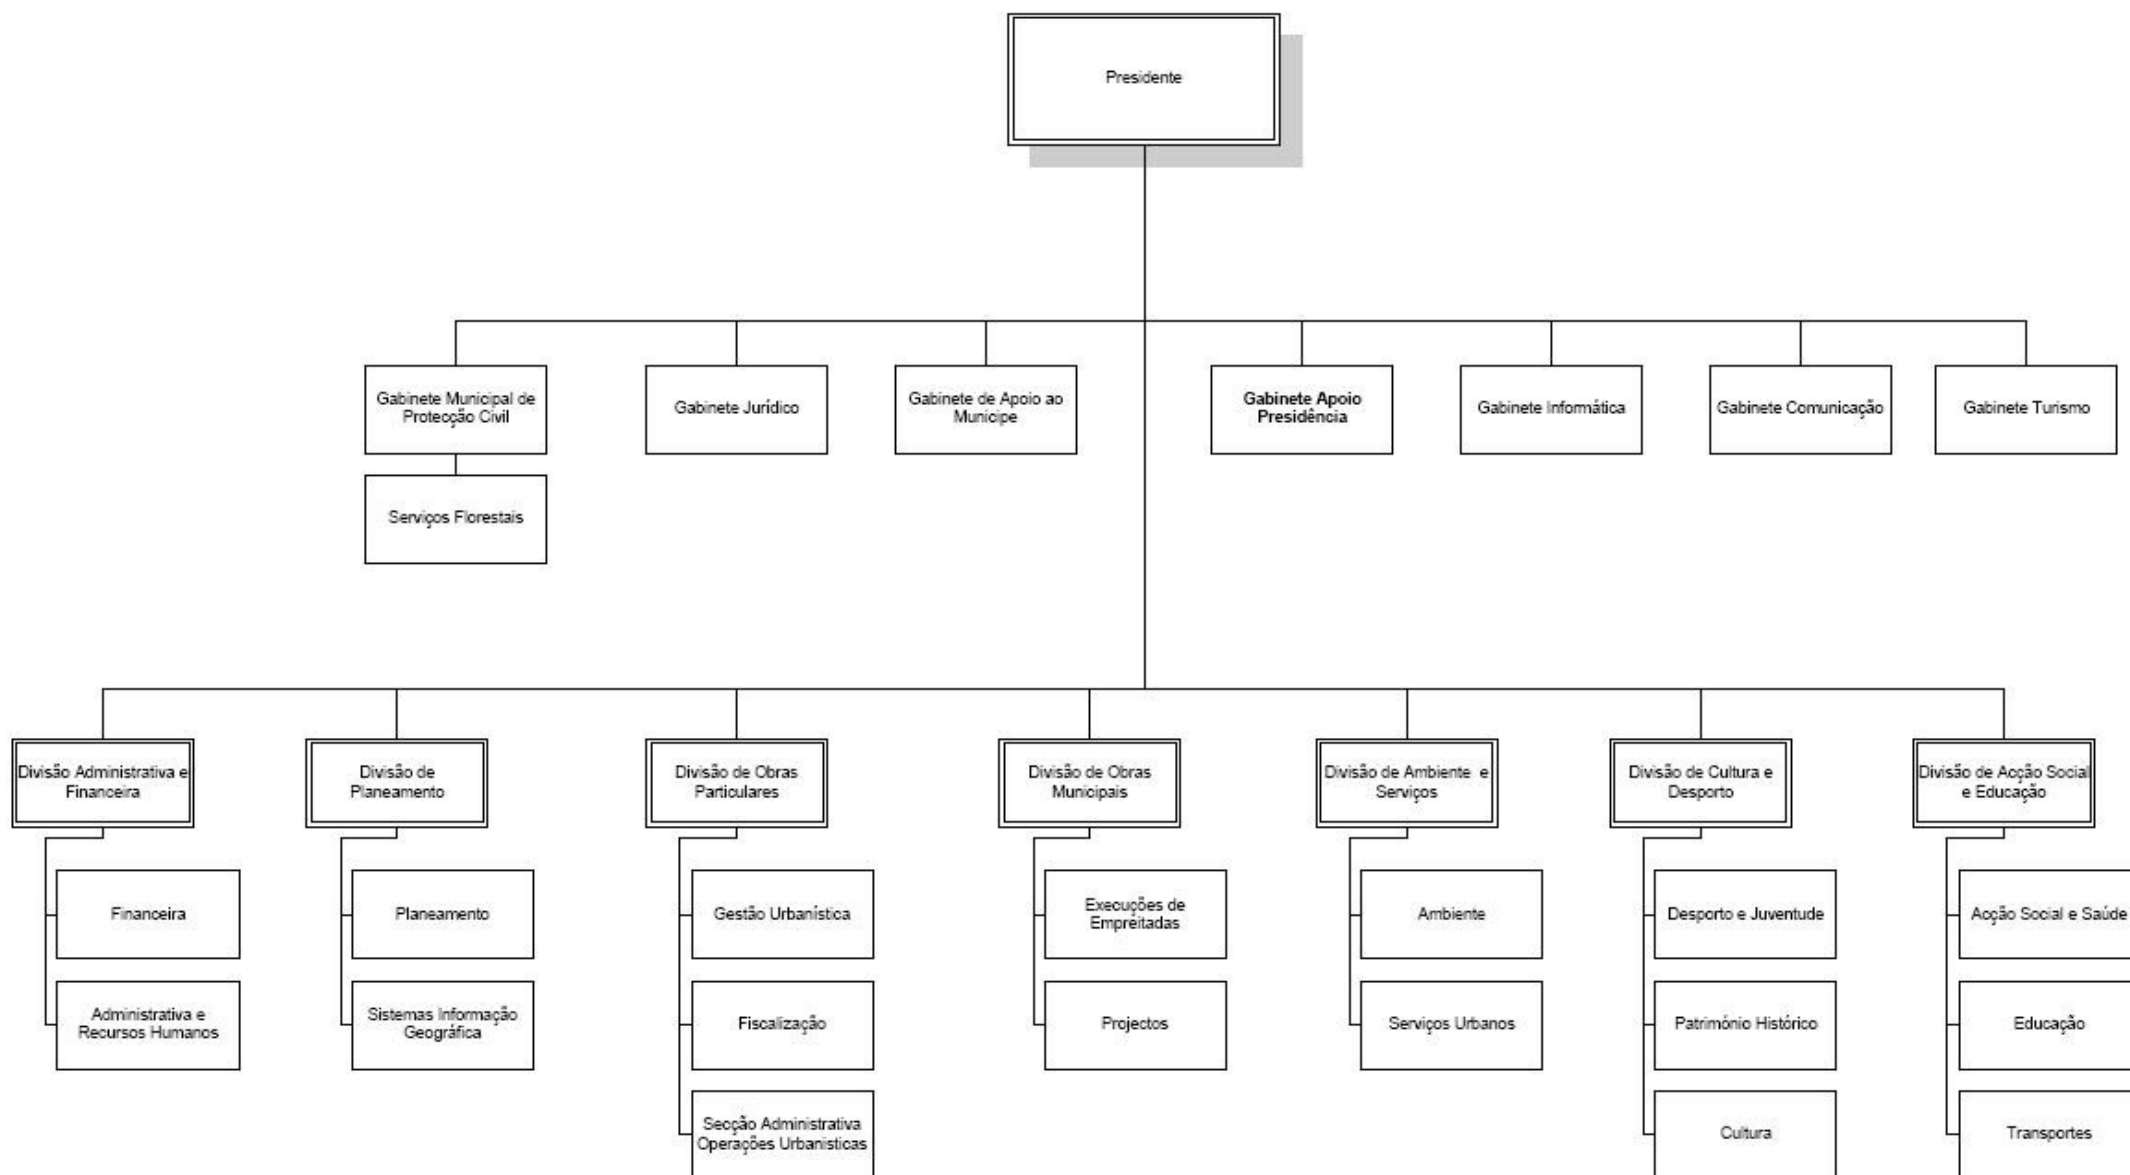 Presidente
Gabinete Municipal de
Protecção Civil
Gabinete Jurídico
Gabinete de Apoio ao
Municipe
Gabinete Apoio
Presidência
Gabinete Informática
Gabinete Comunicação
Gabinete Turismo
Serviços Florestais
Divisão Administrativa e
Financeira
Divisão de
Planeamento
Divisão de Obras
Particulares
Divisão de Obras
Municipais
Divisão de Ambiente e
Serviços
Divisão de Cultura e
Desporto
Divisão de Acção Social
e Educação
Financeira
Planeamento
Gestão Urbanística
Execuções de
Empreitadas
Ambiente
Desporto e Juventude
Acção Social e Saúde
Administrativa e
Recursos Humanos
Sistemas Informação
Geográfica
Fiscalização
Projectos
Serviços Urbanos
Património Histórico
Educação
Secção Administrativa
Operações Urbanisticas
Cultura
Transportes